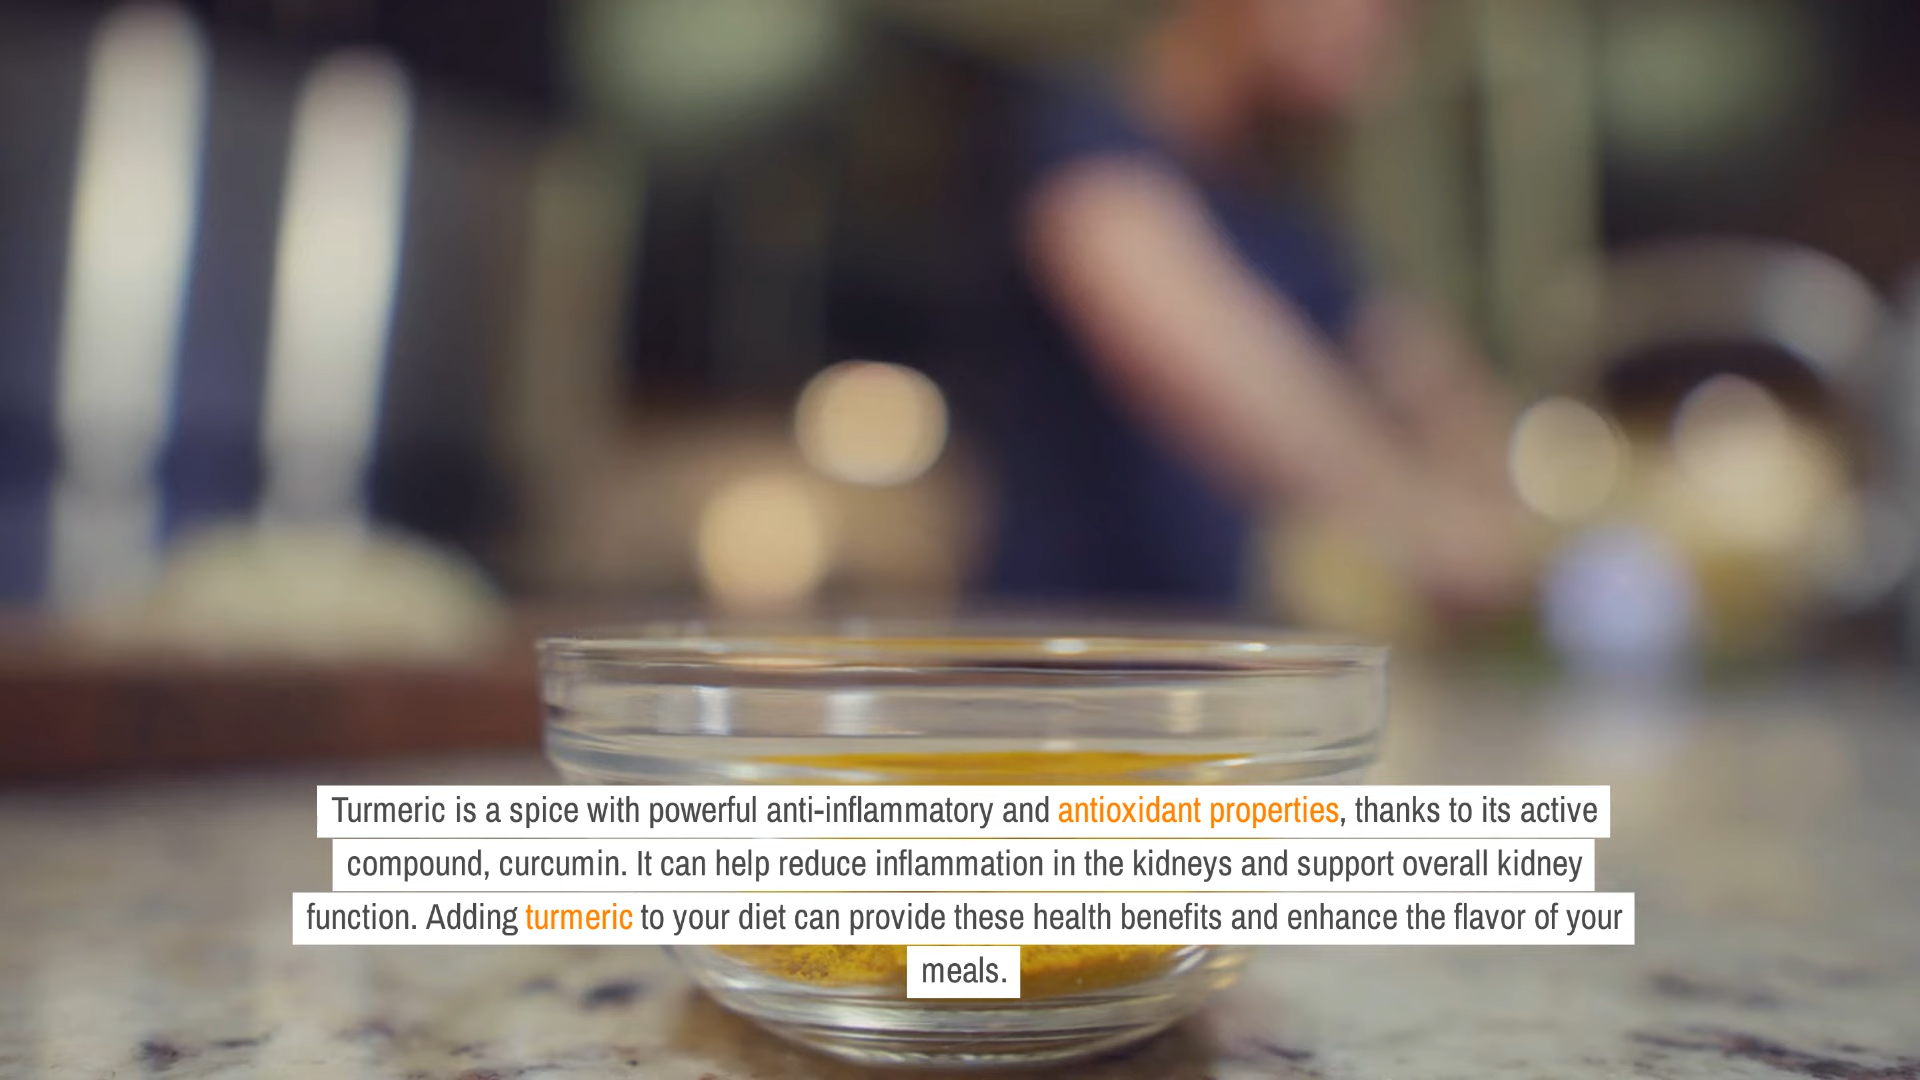 Turmeric is a spice with powerful anti-inflammatory and antioxidant properties, thanks to its active
compound, curcumin. It can help reduce inflammation in the kidneys and support overall kidney
function. Adding turmeric to your diet can provide these health benefits and enhance the flavor of your
meals.